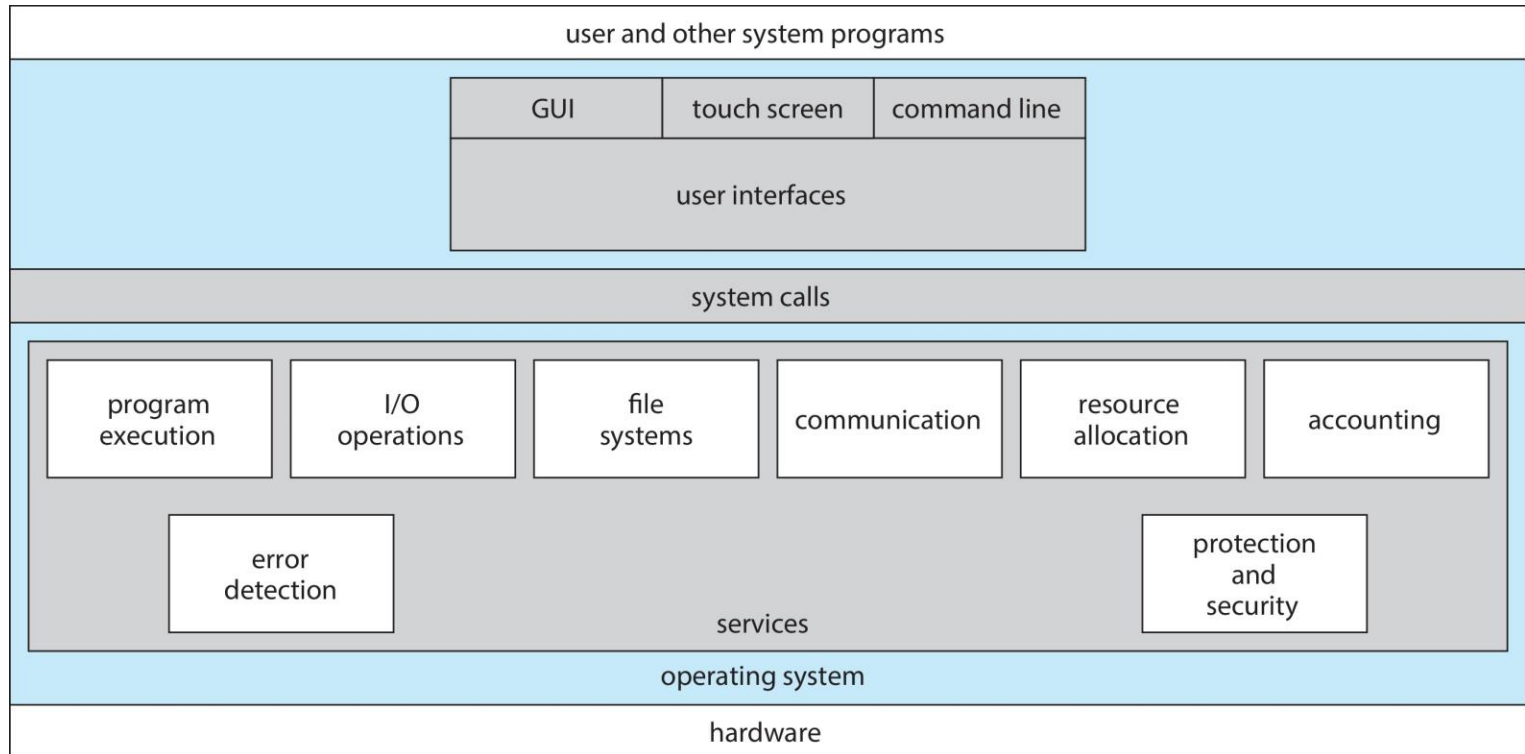 user and other system programs
GUI
touch screen
command line
user interfaces
system calls
program
execution
I/O
operations
file
systems
communication
resource
allocation
accounting
error
detection
protection
and
security
services
operating system
hardware